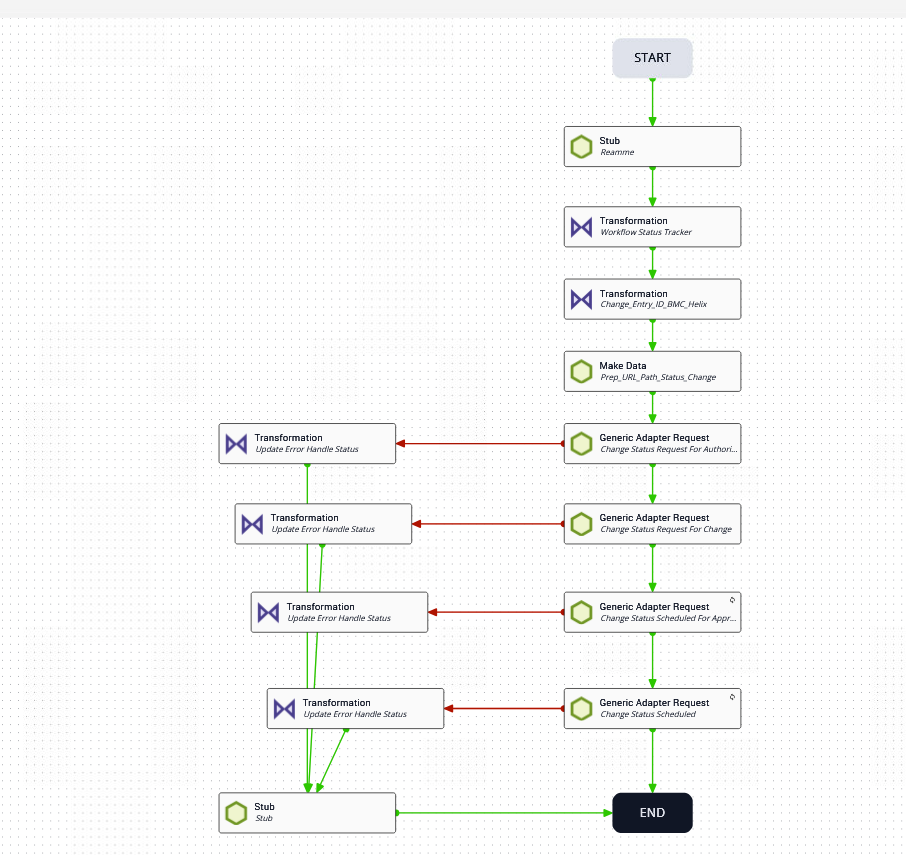 START
Stub
Reamme
Transformation
Workflow Status Tracker
Transformation
Change_Entry_ID_BMC_Helix
Make Data
Prep_URL_Path_Status_Change
Transformation
Update Error Handle Status
Generic Adapter Request
Change Status Request For Authori...
Transformation
Update Error Handle Status
Generic Adapter Request
Change Status Request For Change
Transformation
Update Error Handle Status
Generic Adapter Request
Change Status Scheduled For Appr...
Transformation
Update Error Handle Status
Generic Adapter Request
Change Status Scheduled
Stub
Stub
END